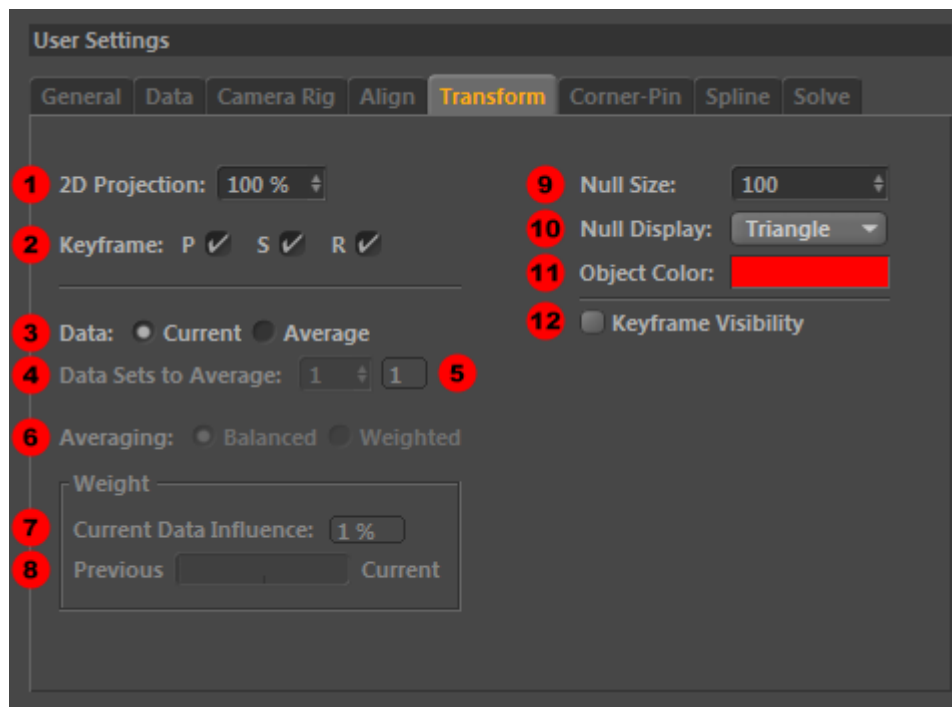 User Settings
General Data Camera Rig Align Transform Corner-Pin Spline Solve
1 2D Projection: 100 %
2 Keyframe: P S R
3 Data: Current Average
4 Data Sets to Average: 1 1 5
6 Averaging: Balanced Weighted
Weight
7 Current Data Influence: 1 %
8 Previous Current
9 Null Size: 100
10 Null Display: Triangle
11 Object Color:
12 Keyframe Visibility